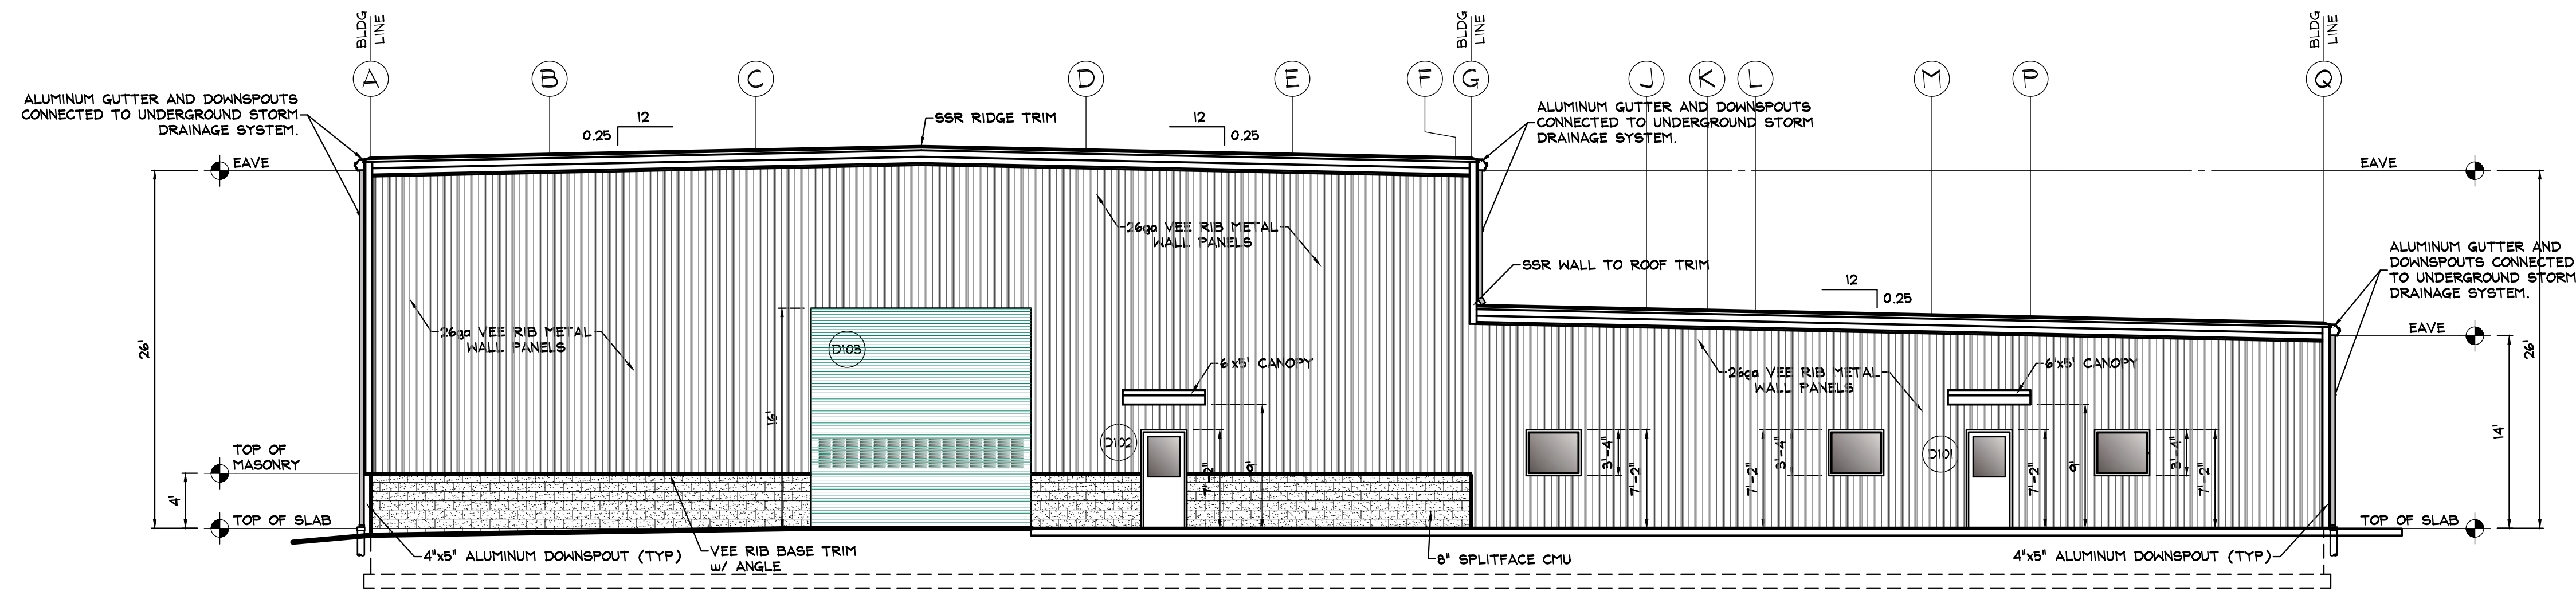 BLDG
LINE
BLDG
LINE
BLDG
LINE
A
B
C
D
E
F
G
J
K
L
M
P
Q
ALUMINUM GUTTER AND DOWNSPOUTS
CONNECTED TO UNDERGROUND STORM
DRAINAGE SYSTEM.
12
0.25
SSR RIDGE TRIM
12
0.25
ALUMINUM GUTTER AND DOWNSPOUTS
CONNECTED TO UNDERGROUND STORM
DRAINAGE SYSTEM.
EAVE
EAVE
26ga VEE RIB METAL
WALL PANELS
SSR WALL TO ROOF TRIM
ALUMINUM GUTTER AND
DOWNSPOUTS CONNECTED
TO UNDERGROUND STORM
DRAINAGE SYSTEM.
12
0.25
26'
26ga VEE RIB METAL
WALL PANELS
D103
EAVE
26'
6'x5' CANOPY
26ga VEE RIB METAL
WALL PANELS
6'x5' CANOPY
16'
14'
D102
D101
TOP OF
MASONRY
4'
7'-2"
9'
3'-4"
7'-2"
7'-2"
3'-4"
7'-2"
9'
3'-4"
7'-2"
TOP OF SLAB
TOP OF SLAB
4"x5" ALUMINUM DOWNSPOUT (TYP)
VEE RIB BASE TRIM
w/ ANGLE
8" SPLITFACE CMU
4"x5" ALUMINUM DOWNSPOUT (TYP)